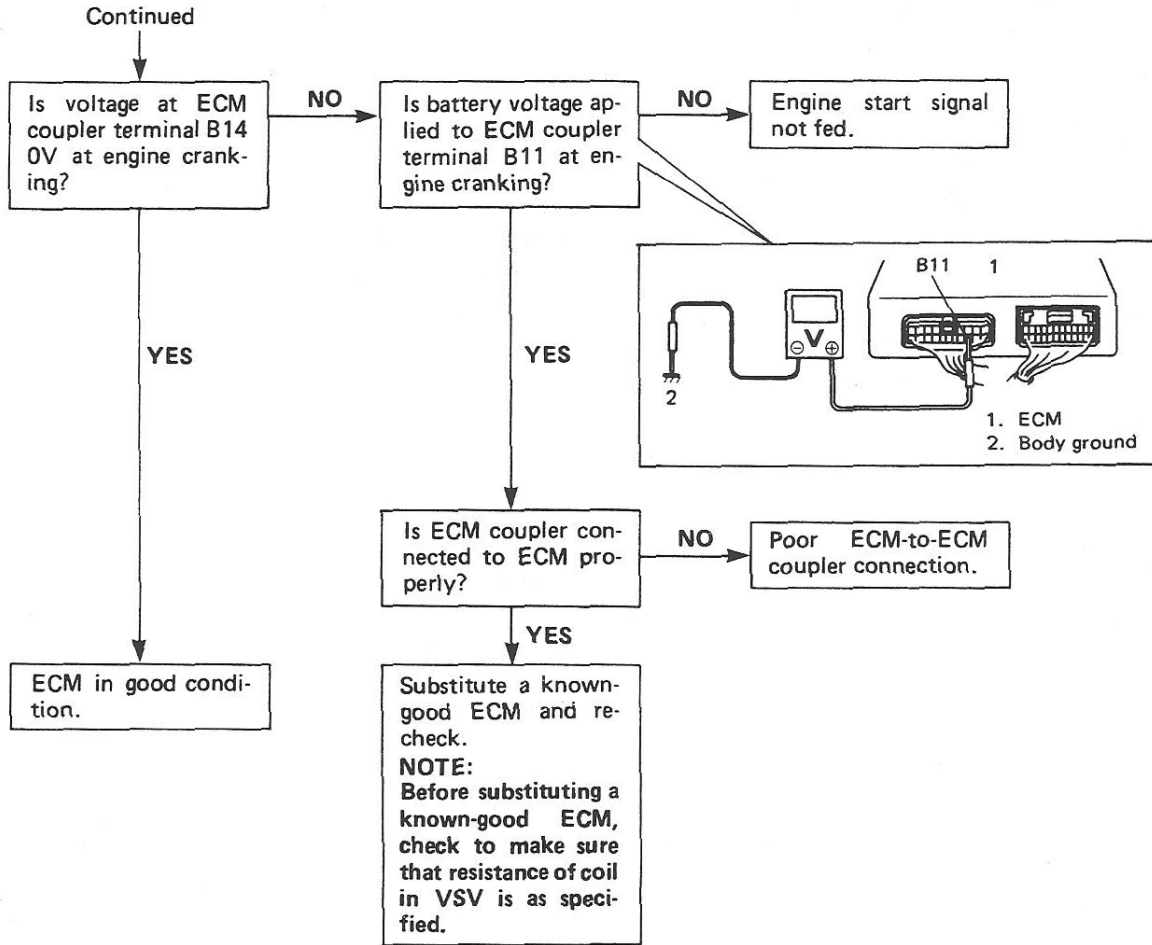 Continued
Is voltage at ECM
coupler terminal B14
0V at engine crank-
ing?
NO
Is battery voltage ap-
plied to ECM coupler
terminal B11 at en-
gine cranking?
NO
Engine start signal
not fed.
B11
1
V
⊖ ⊕
2
1. ECM
2. Body ground
YES
YES
Is ECM coupler con-
nected to ECM pro-
perly?
NO
Poor ECM-to-ECM
coupler connection.
YES
ECM in good condi-
tion.
Substitute a known-
good ECM and re-
check.
NOTE:
Before substituting a
known-good ECM,
check to make sure
that resistance of coil
in VSV is as speci-
fied.